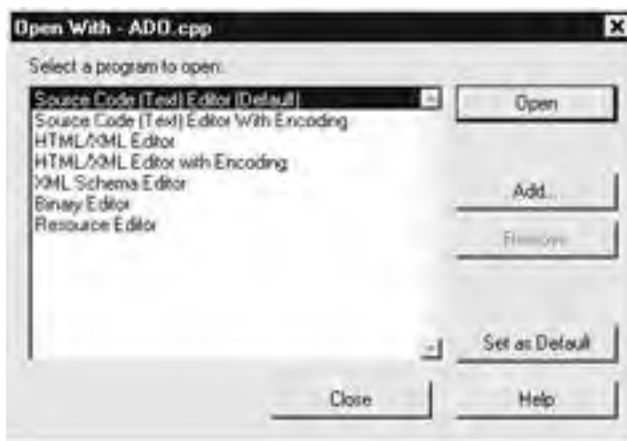 Open With - ADO.cpp
Select a program to open:
Source Code (Text) Editor (Default)
Source Code (Text) Editor With Encoding
HTML/XML Editor
HTML/XML Editor with Encoding
XML Schema Editor
Binary Editor
Resource Editor
Open
Add...
Remove
Set as Default
Close
Help